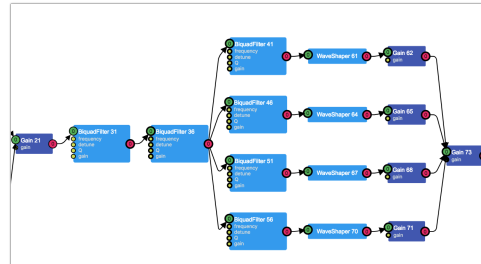 BiquadFilter 41
frequency
detune
Q
gain
WaveShaper 61
Gain 62
gain
BiquadFilter 46
frequency
detune
Q
gain
WaveShaper 64
Gain 65
gain
Gain 21
gain
BiquadFilter 31
frequency
detune
Q
gain
BiquadFilter 36
frequency
detune
Q
gain
BiquadFilter 51
frequency
detune
Q
gain
WaveShaper 67
Gain 68
gain
Gain 73
gain
BiquadFilter 56
frequency
detune
Q
gain
WaveShaper 70
Gain 71
gain